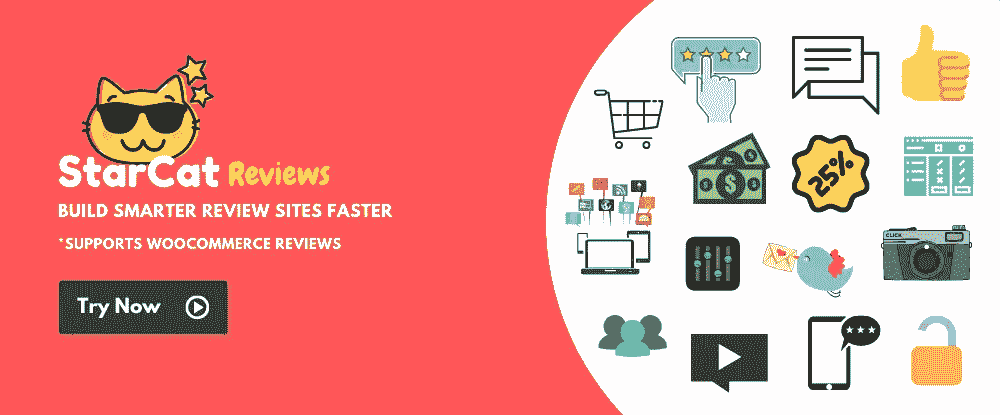 StarCat Reviews
BUILD SMARTER REVIEW SITES FASTER
*SUPPORTS WOOCOMMERCE REVIEWS
Try Now
25%
$
CLICK